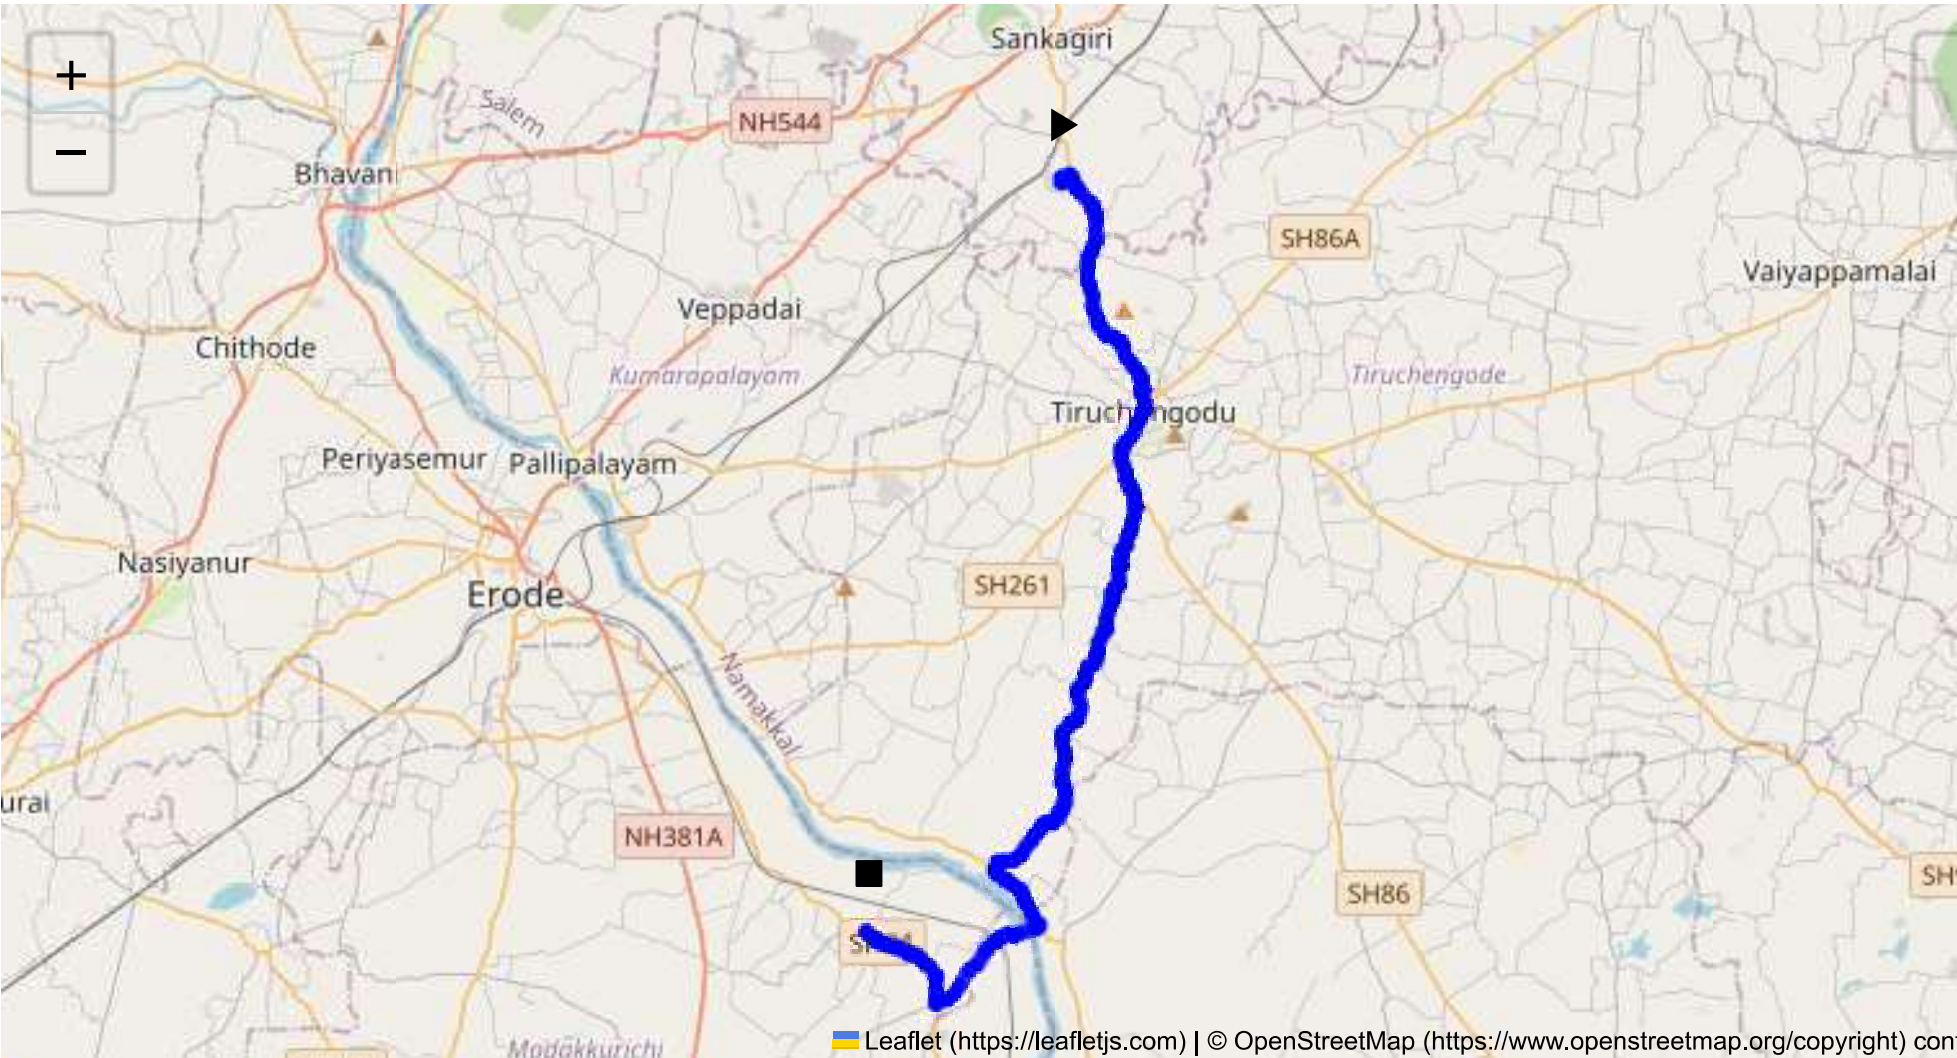 +
−
Sankagiri
Salem
NH544
Bhavani
SH86A
Vaiyappamalai
Veppadai
Chithode
Kumarapalayam
Tiruchengode
Tiruchengodu
Periyasemur
Pallipalayam
Nasiyanur
Erode
SH261
Namakkal
urai
NH381A
SH86
SH
Modakkurichi
Leaflet (https://leafletjs.com) | © OpenStreetMap (https://www.openstreetmap.org/copyright) con